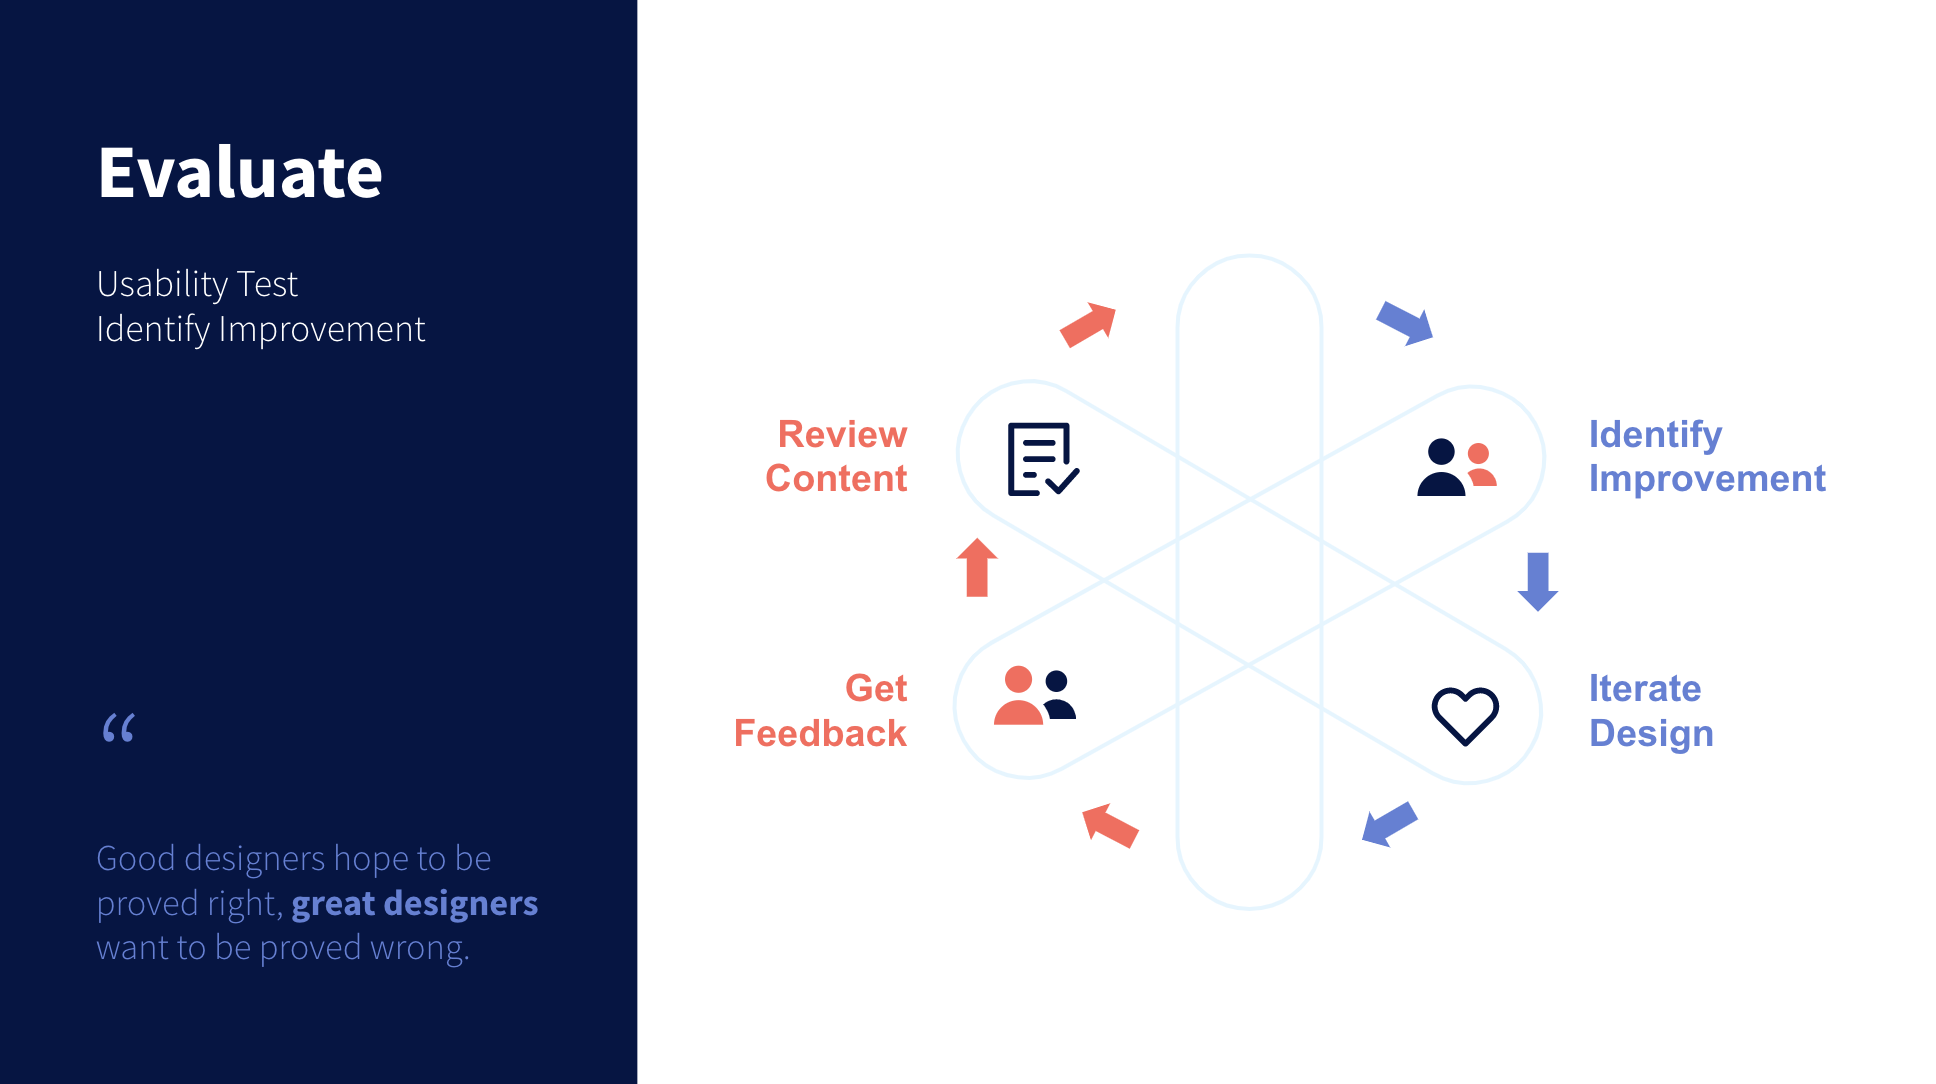 Evaluate
Usability Test
Identify Improvement
“
Good designers hope to be
proved right, great designers
want to be proved wrong.
Review
Content
Identify
Improvement
Get
Feedback
Iterate
Design